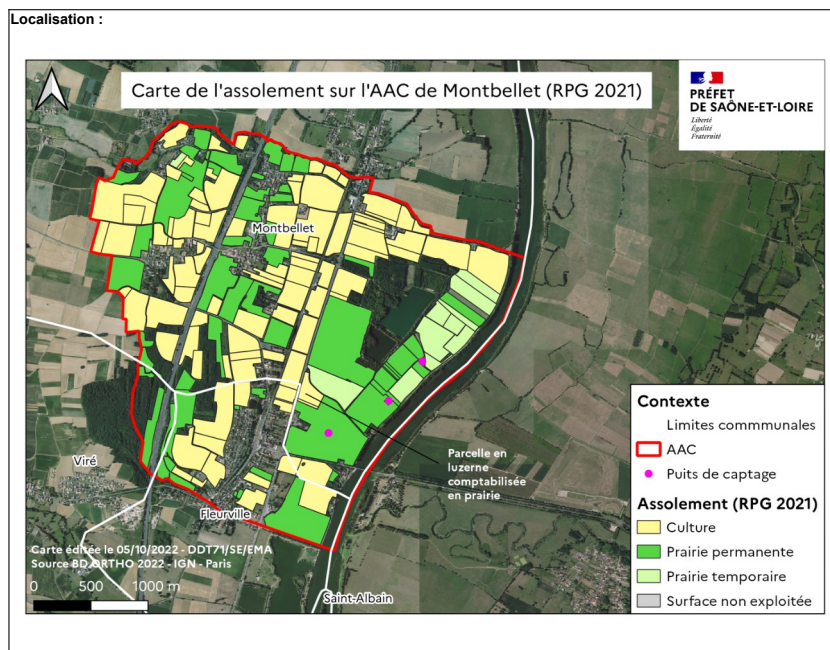 Localisation :
Carte de l'assolement sur l'AAC de Montbellet (RPG 2021)
PRÉFET
DE SAÔNE-ET-LOIRE
Liberté
Égalité
Fraternité
Montbellet
Parcelle en
luzerne
comptabilisée
en prairie
Viré
Fleurville
Saint-Albain
Carte éditée le 05/10/2022 - DDT71/SE/EMA
Source BD ORTHO 2022 - IGN - Paris
0 500 1000 m
Contexte
Limites commmunales
AAC
Puits de captage
Assolement (RPG 2021)
Culture
Prairie permanente
Prairie temporaire
Surface non exploitée